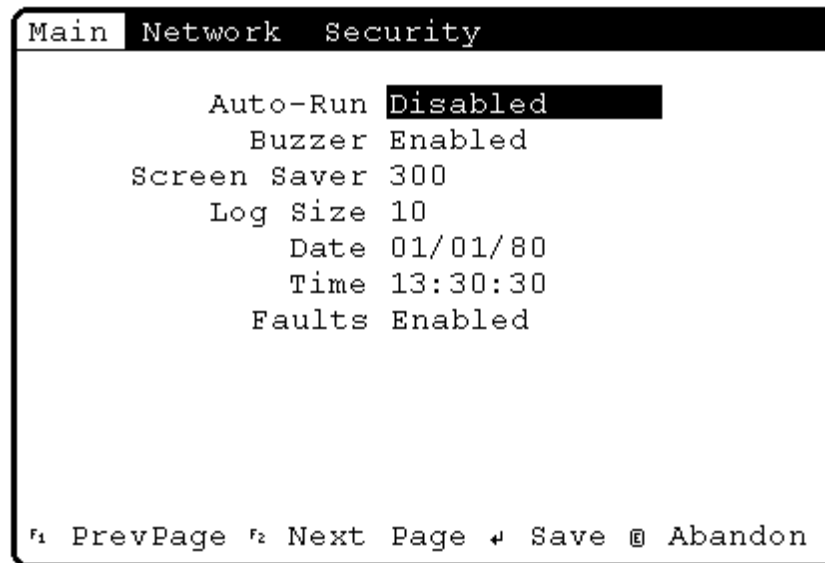 Main Network Security
Auto-Run Disabled
Buzzer Enabled
Screen Saver 300
Log Size 10
Date 01/01/80
Time 13:30:30
Faults Enabled
F1 PrevPage F2 Next Page ↵ Save E Abandon